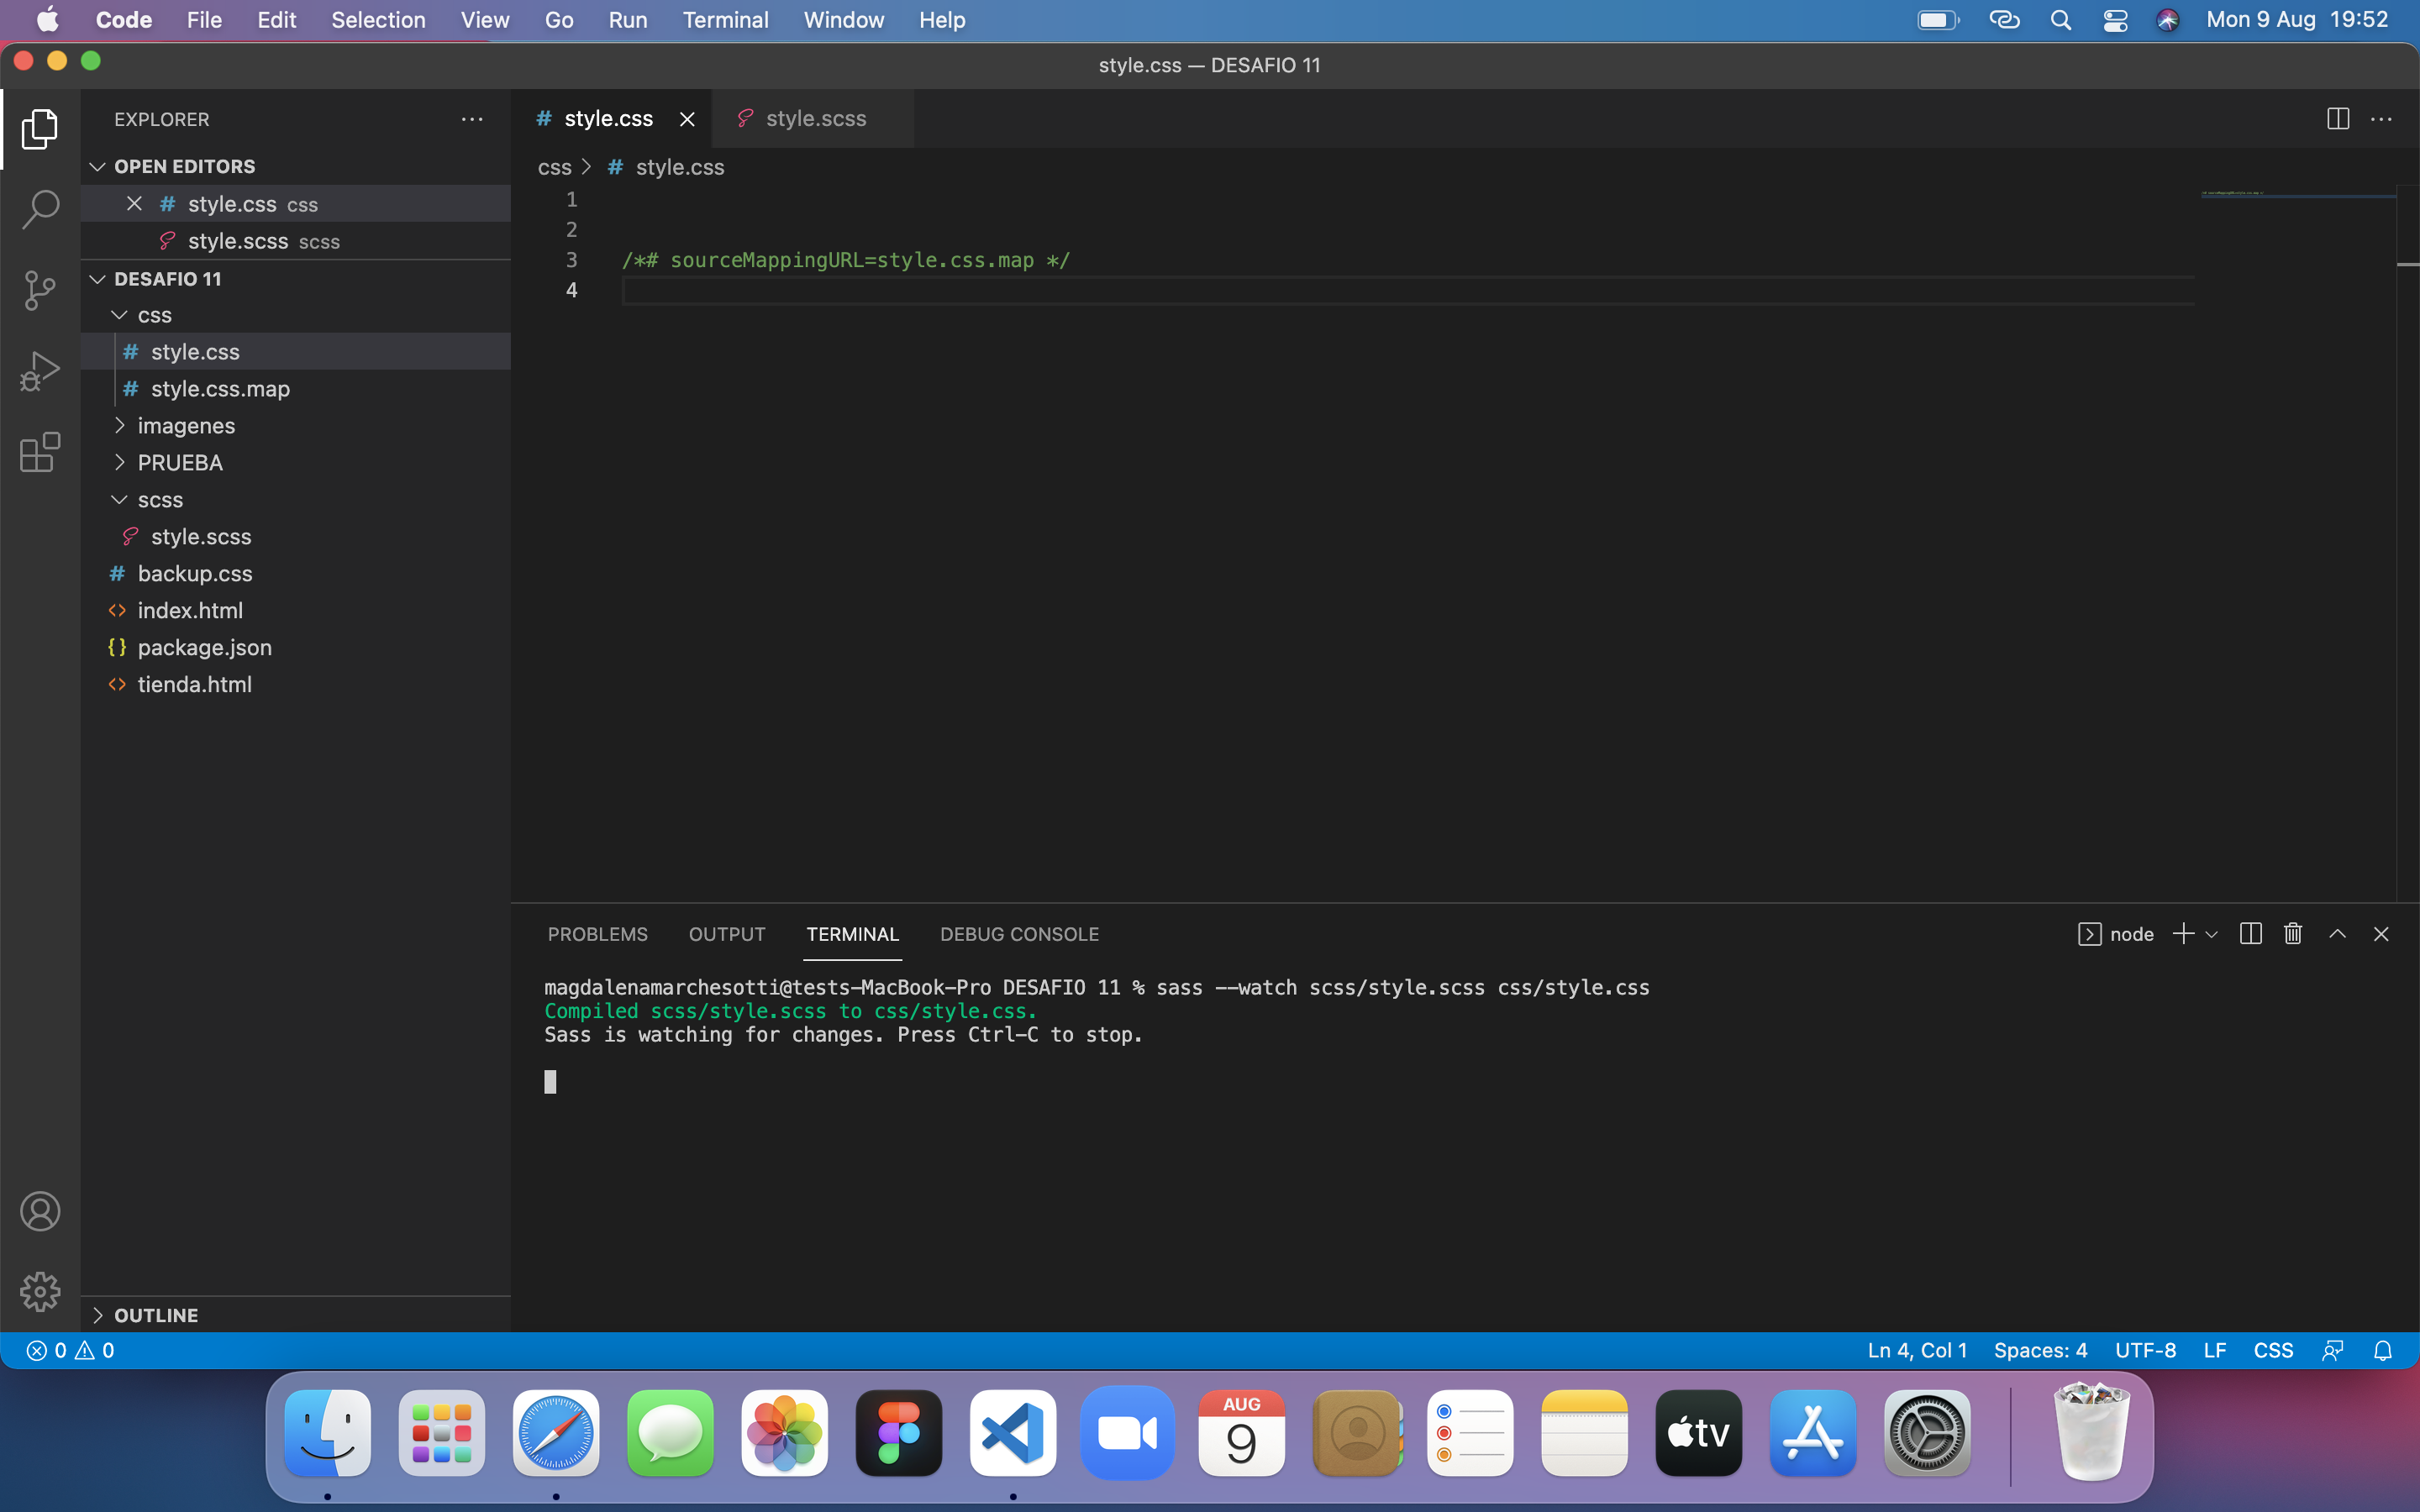 Code File Edit Selection View Go Run Terminal Window Help Mon 9 Aug 19:52
style.css — DESAFIO 11
EXPLORER
OPEN EDITORS
style.css css
style.scss scss
DESAFIO 11
css
style.css
style.css.map
imagenes
PRUEBA
scss
style.scss
backup.css
index.html
package.json
tienda.html
OUTLINE
style.css style.scss
css > # style.css
1
2
3 /*# sourceMappingURL=style.css.map */
4
PROBLEMS OUTPUT TERMINAL DEBUG CONSOLE node
magdalenamarchesotti@tests-MacBook-Pro DESAFIO 11 % sass --watch scss/style.scss css/style.css
Compiled scss/style.scss to css/style.css.
Sass is watching for changes. Press Ctrl-C to stop.
0 0 Ln 4, Col 1 Spaces: 4 UTF-8 LF CSS
AUG
9
tv